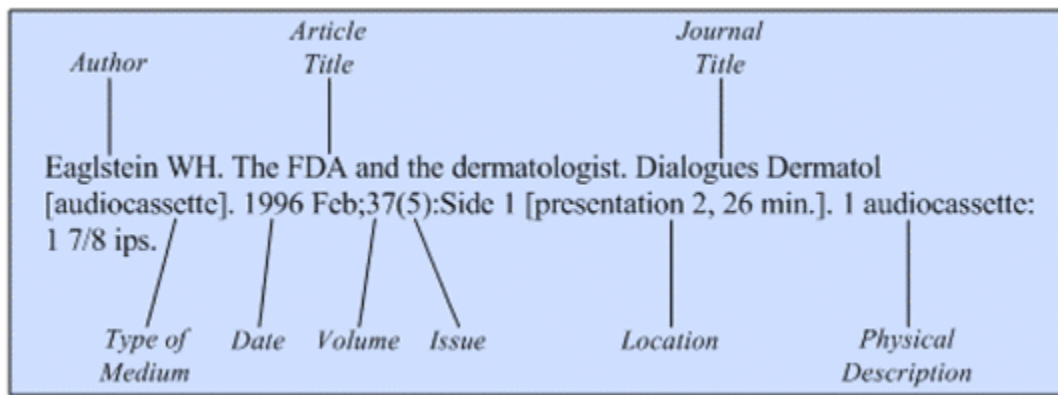 Article
Journal
Author
Title
Title
Eaglstein WH. The FDA and the dermatologist. Dialogues Dermatol
[audiocassette]. 1996 Feb;37(5):Side 1 [presentation 2, 26 min.]. 1 audiocassette:
1 7/8 ips.
Type of
Medium
Date
Volume
Issue
Location
Physical
Description